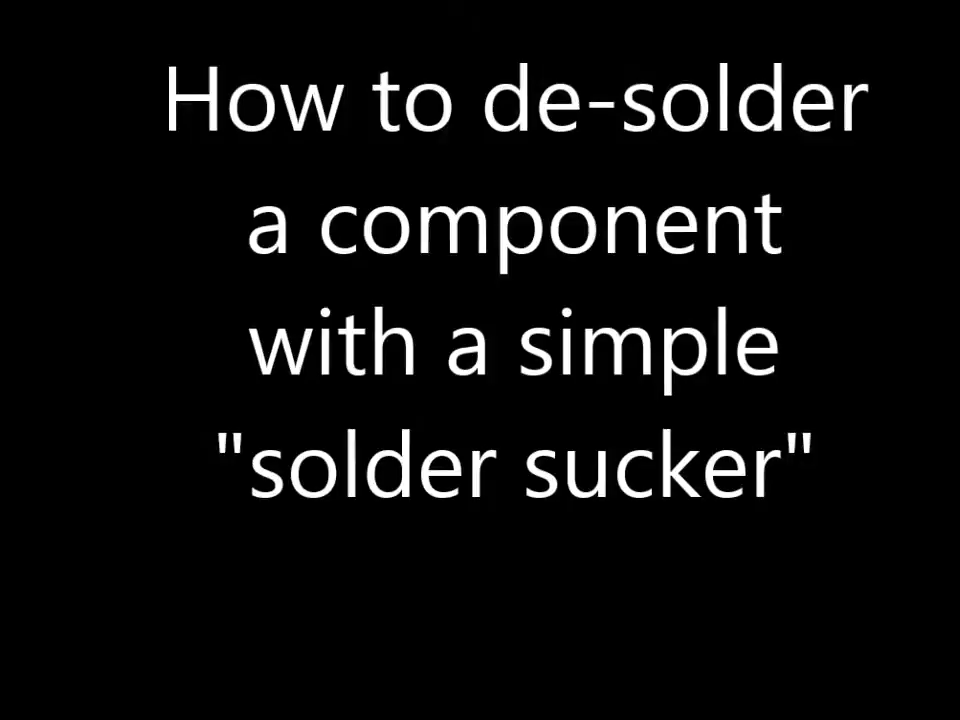 How to de-solder
a component
with a simple
"solder sucker"